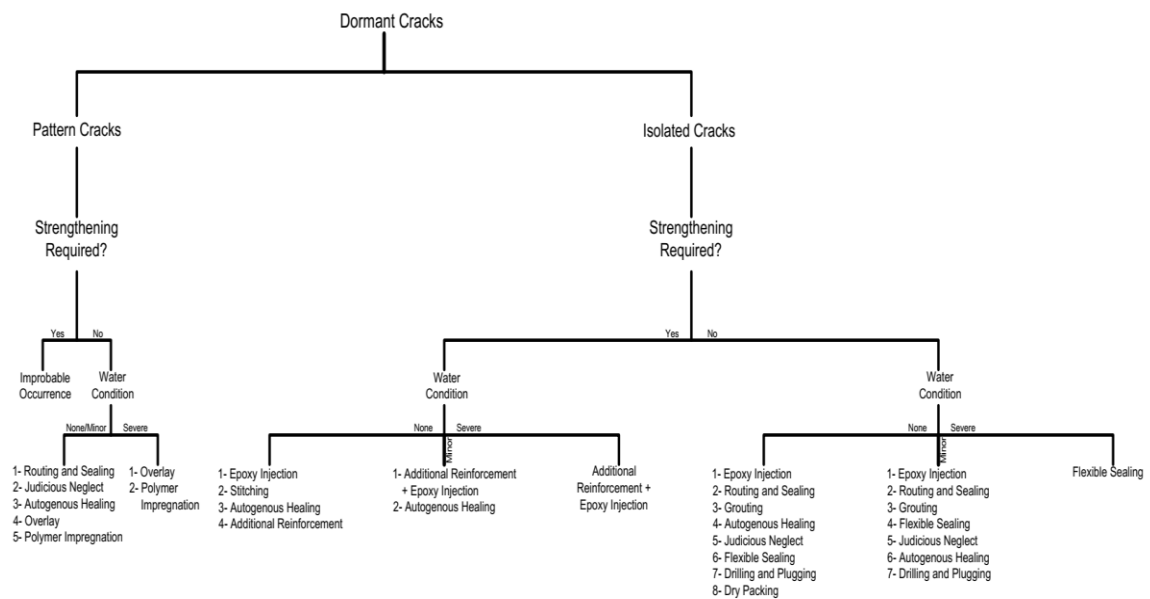 Dormant Cracks
Pattern Cracks
Isolated Cracks
Strengthening
Required?
Strengthening
Required?
Yes
No
Yes
No
Improbable
Occurrence
Water
Condition
Water
Condition
Water
Condition
None/Minor
Severe
None
Minor
Severe
None
Minor
Severe
1- Routing and Sealing
2- Judicious Neglect
3- Autogenous Healing
4- Overlay
5- Polymer Impregnation
1- Overlay
2- Polymer
Impregnation
1- Epoxy Injection
2- Stitching
3- Autogenous Healing
4- Additional Reinforcement
1- Additional Reinforcement
+ Epoxy Injection
2- Autogenous Healing
Additional
Reinforcement +
Epoxy Injection
1- Epoxy Injection
2- Routing and Sealing
3- Grouting
4- Autogenous Healing
5- Judicious Neglect
6- Flexible Sealing
7- Drilling and Plugging
8- Dry Packing
1- Epoxy Injection
2- Routing and Sealing
3- Grouting
4- Flexible Sealing
5- Judicious Neglect
6- Autogenous Healing
7- Drilling and Plugging
Flexible Sealing